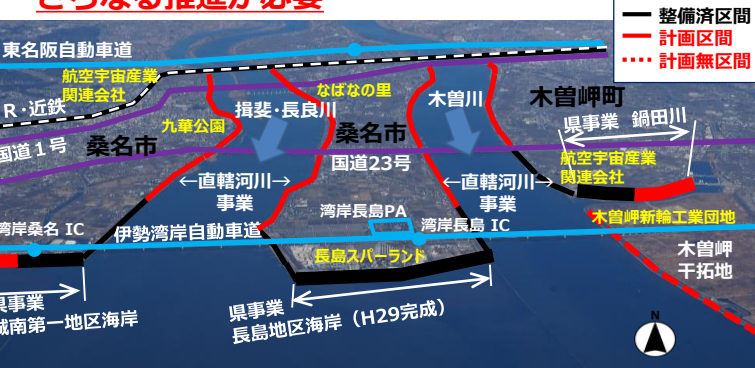 さらなる推進が必要
整備済区間
計画区間
計画無区間
東名阪自動車道
航空宇宙産業
関連会社
R・近鉄
なばなの里
揖斐・長良川
木曽川
木曽岬町
県事業 鍋田川
九華公園
桑名市
桑名市
国道1号
国道23号
航空宇宙産業
関連会社
←直轄河川→
事業
←直轄河川→
事業
湾岸長島PA
湾岸長島 IC
木曽岬新輪工業団地
湾岸桑名 IC
伊勢湾岸自動車道
長島スパーランド
木曽岬
干拓地
県事業
城南第一地区海岸
県事業
長島地区海岸（H29完成）
N